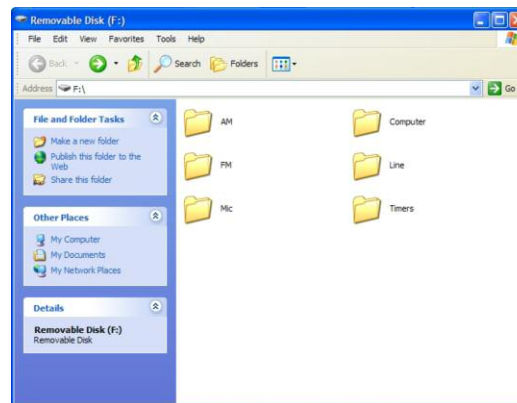 Removable Disk (F:)
File Edit View Favorites Tools Help
Back Search Folders
Address F:\ Go
File and Folder Tasks
Make a new folder
Publish this folder to the
Web
Share this folder
Other Places
My Computer
My Documents
My Network Places
Details
Removable Disk (F:)
Removable Disk
AM Computer
FM Line
Mic Timers